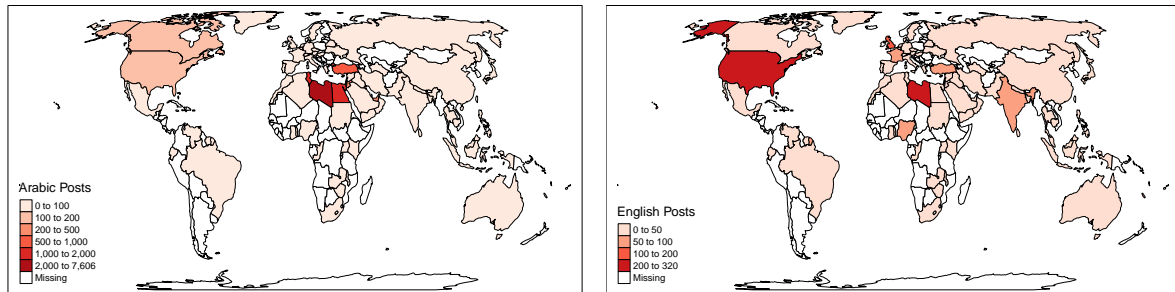 Arabic Posts
0 to 100
100 to 200
200 to 500
500 to 1,000
1,000 to 2,000
2,000 to 7,606
Missing
English Posts
0 to 50
50 to 100
100 to 200
200 to 320
Missing